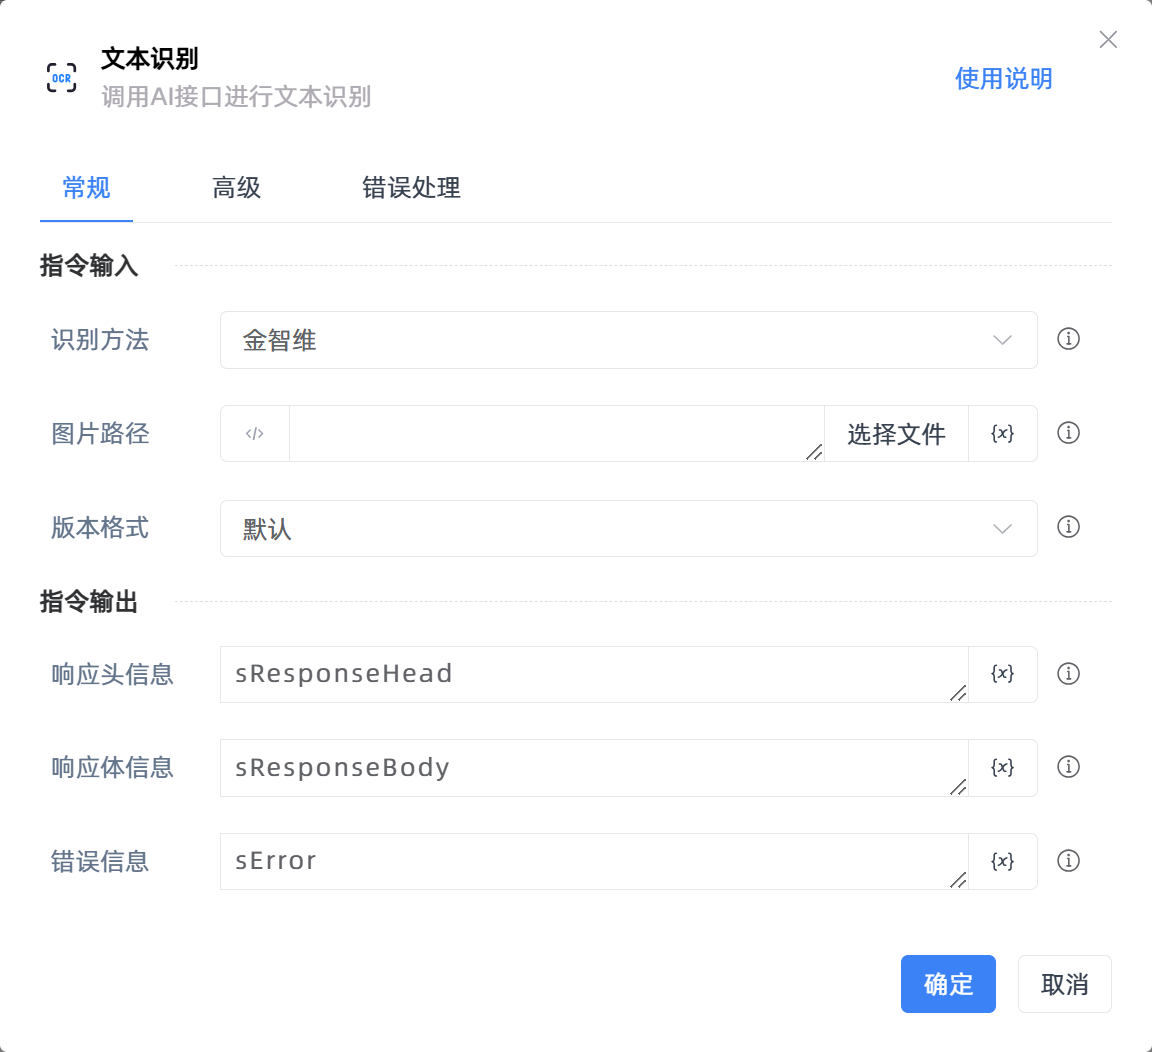 OCR
文本识别
调用AI接口进行文本识别
使用说明
常规 高级 错误处理
指令输入
识别方法 金智维
图片路径 </> 选择文件 {x}
版本格式 默认
指令输出
响应头信息 sResponseHead {x}
响应体信息 sResponseBody {x}
错误信息 sError {x}
确定 取消